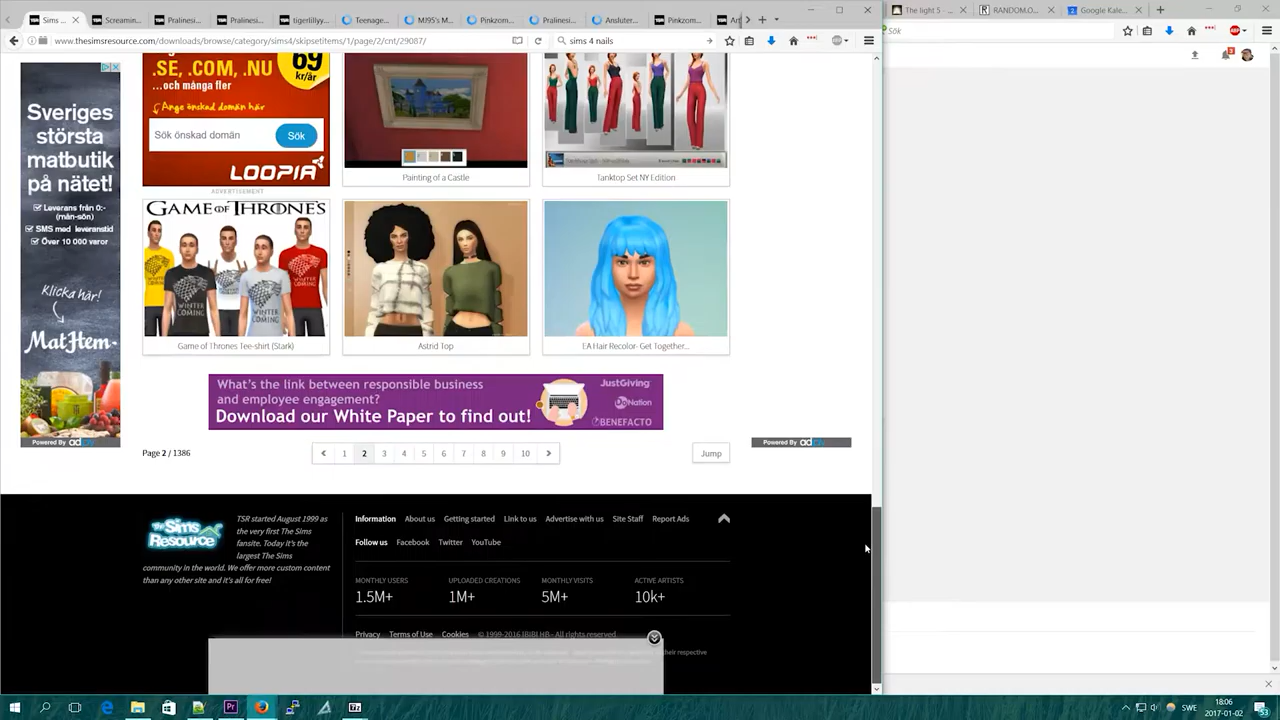 Sims
Screamin
Pralinesi
Pralinesi
tigerlillyy
Teenage
MJ95's M
Pinkzom
Pralinesi
Ansluter
Pinkzom
The light 5
RANDOM.O
Google Kale
www.thesimsresource.com/downloads/browse/category/sims4/skipsetitems/1/page/2/cnt/29087/
sims 4 nails
Sök
Sveriges
största
matbutik
på nätet!
Leverans från 0:-
(mån-sön)
SMS med leveranstid
Över 10 000 varor
Klicka här!
MatHem
Powered By
.SE, .COM, .NU
...och många fler
69
kr/år
Ange önskad domän här
Sök önskad domän
Sök
LOOPIA
ADVERTISEMENT
Painting of a Castle
Tanktop Set NY Edition
GAME OF THRONES
WINTER
COMING
Game of Thrones Tee-shirt (Stark)
Astrid Top
EA Hair Recolor- Get Together...
What's the link between responsible business
and employee engagement?
Download our White Paper to find out!
JustGiving
DoNation
BENEFACTO
Powered By
Page 2 / 1386
1 2 3 4 5 6 7 8 9 10
Jump
The Sims
Resource
TSR started August 1999 as
the very first The Sims
fansite. Today it's the
largest The Sims
community in the world. We offer more custom content
than any other site and it's all for free!
Information About us Getting started Link to us Advertise with us Site Staff Report Ads
Follow us Facebook Twitter YouTube
MONTHLY USERS
1.5M+
UPLOADED CREATIONS
1M+
MONTHLY VISITS
5M+
ACTIVE ARTISTS
10k+
Privacy Terms of Use Cookies © 1999-2016 IBIBI HB - All rights reserved
their respective
SWE
18:06
2017-01-02
53